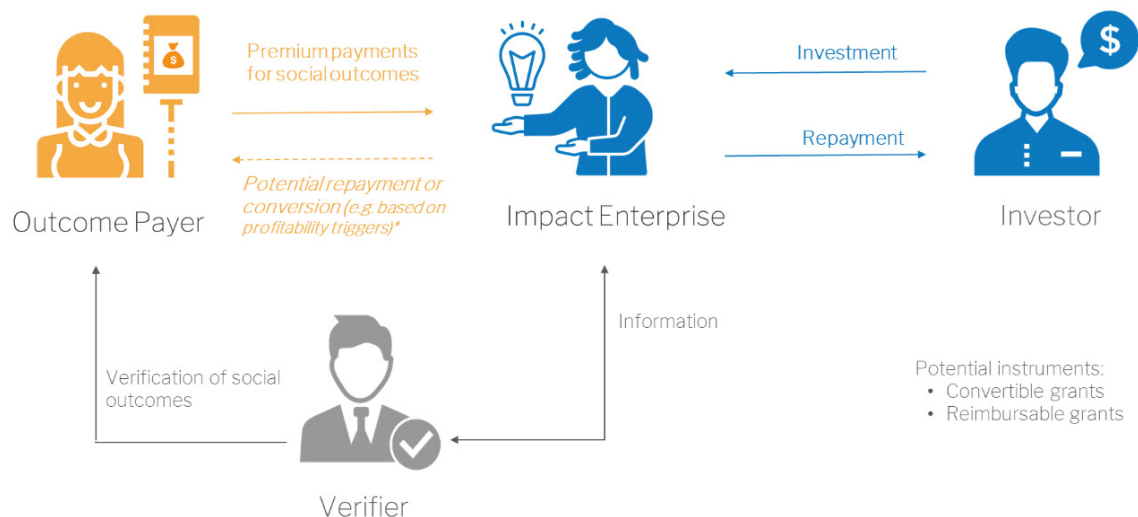 Premium payments
for social outcomes
Investment
$
$
Repayment
Potential repayment or
conversion (e.g. based on
profitability triggers)*
Outcome Payer
Impact Enterprise
Investor
Information
Verification of social
outcomes
Potential instruments:
• Convertible grants
• Reimbursable grants
Verifier